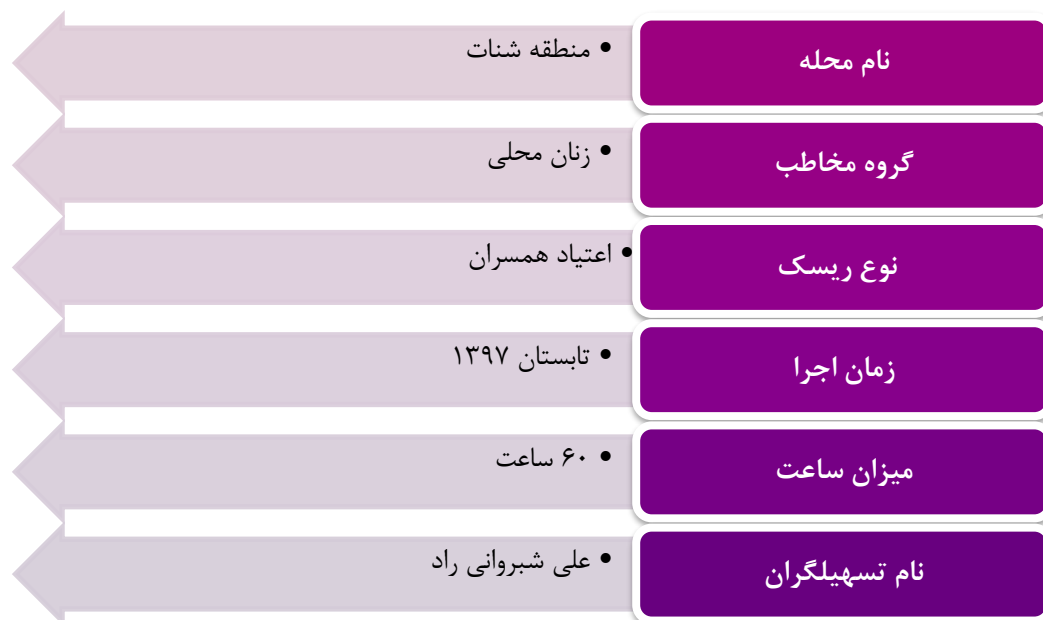 نام محله
• منطقه شنات
گروه مخاطب
• زنان محلی
نوع ریسک
• اعتیاد همسران
زمان اجرا
• تابستان ۱۳۹۷
میزان ساعت
• ۶۰ ساعت
نام تسهیلگران
• علی شبروانی راد